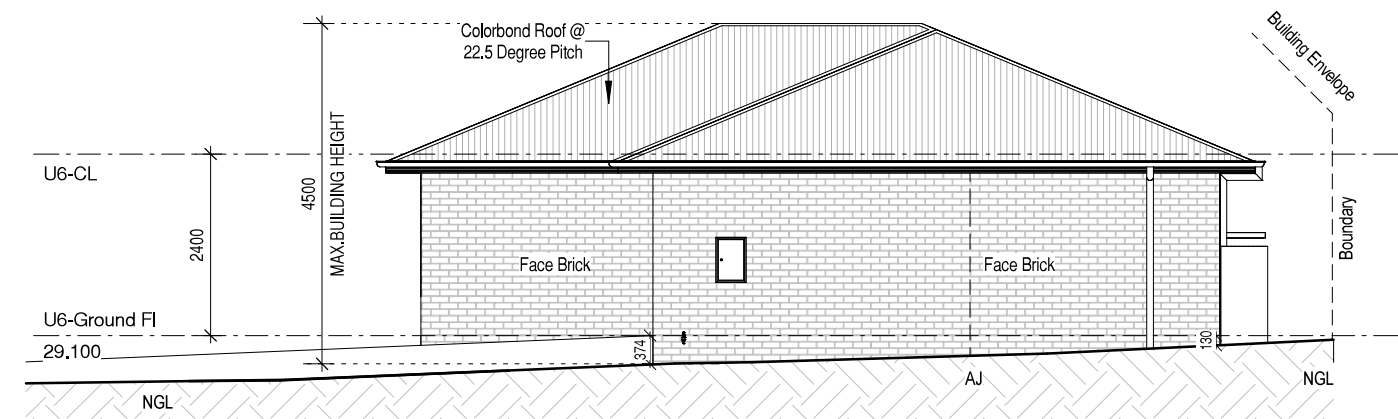 Colorbond Roof @
22.5 Degree Pitch
Building Envelope
U6-CL
2400
4500
MAX.BUILDING HEIGHT
Boundary
Face Brick
Face Brick
U6-Ground Fl
29.100
374
130
NGL
AJ
NGL